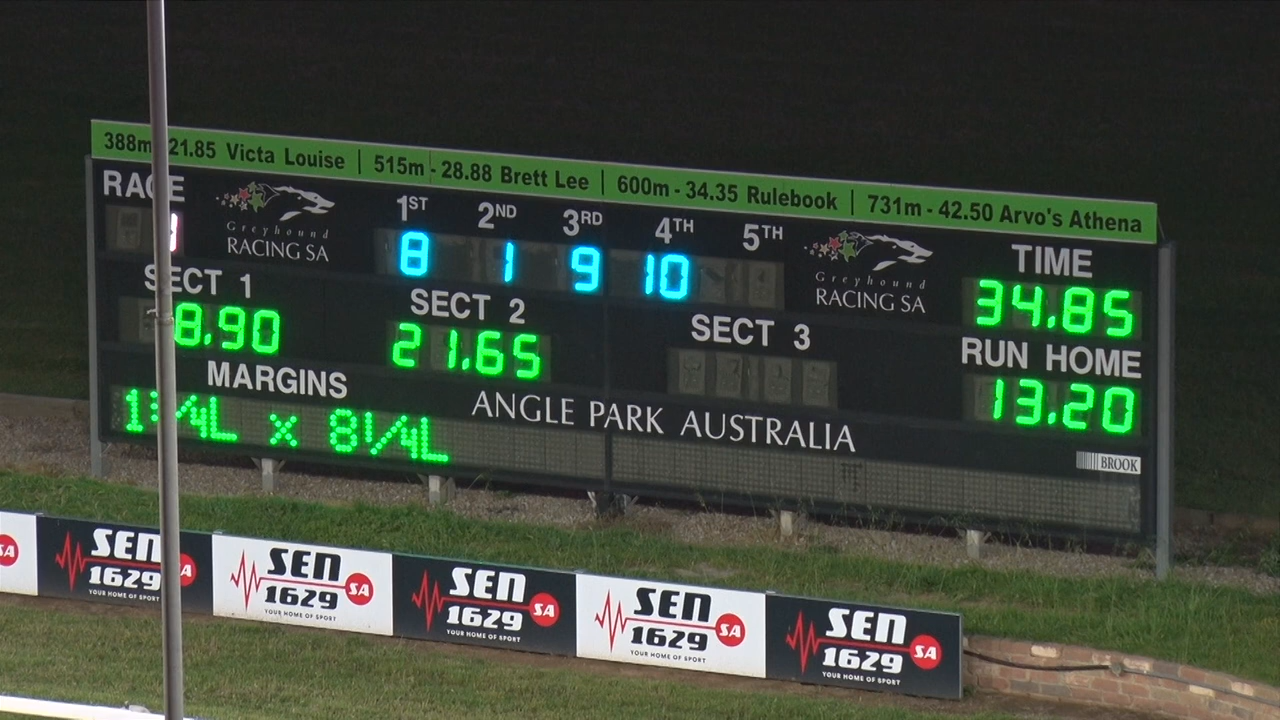 388m 21.85 Victa Louise | 515m - 28.88 Brett Lee | 600m - 34.35 Rulebook | 731m - 42.50 Arvo's Athena
RACE
Greyhound
RACING SA
1ST 2ND 3RD 4TH 5TH
8 1 9 10
Greyhound
RACING SA
TIME
34.85
SECT 1
8.90
SECT 2
21.65
SECT 3
RUN HOME
13.20
MARGINS
x 8¼L
ANGLE PARK AUSTRALIA
BROOK
SA
SEN
1629
SA
YOUR HOME OF SPORT
SEN
1629
SA
YOUR HOME OF SPORT
SEN
1629
SA
YOUR HOME OF SPORT
SEN
1629
SA
YOUR HOME OF SPORT
SEN
1629
SA
YOUR HOME OF SPORT